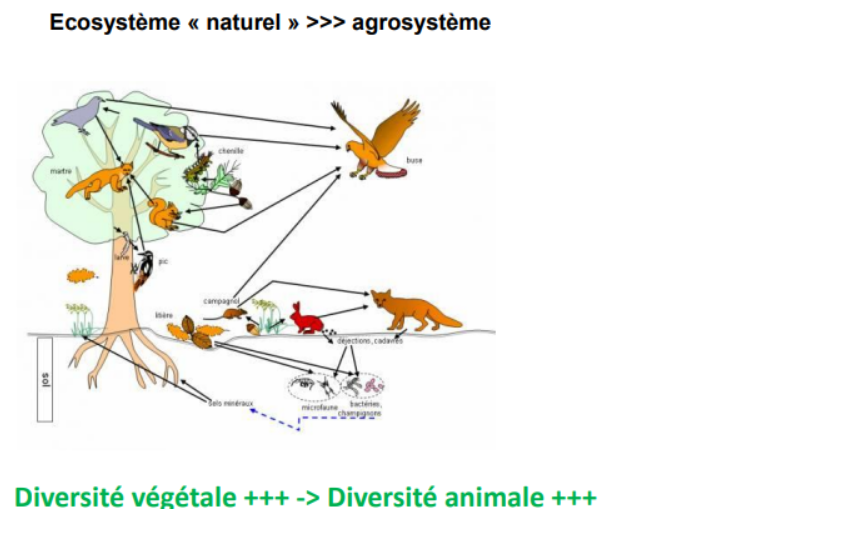 Ecosystème « naturel » >>> agrosystème
chenille
buse
martre
larve
pic
campagnol
litière
déjections, cadavres
sol
sels minéraux
microfaune
bactéries,
champignons
Diversité végétale +++ -> Diversité animale +++